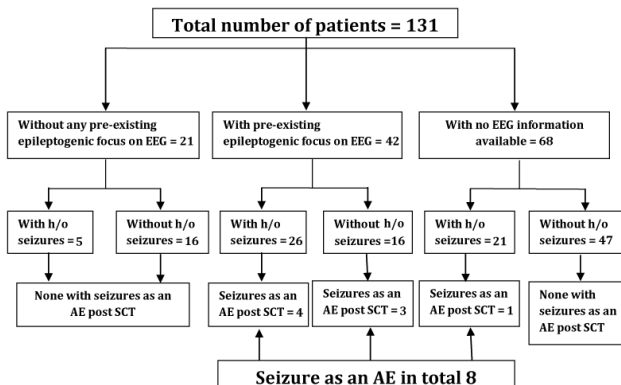 Total number of patients = 131
Without any pre-existing
epileptogenic focus on EEG = 21
With pre-existing
epileptogenic focus on EEG = 42
With no EEG information
available = 68
With h/o
seizures = 5
Without h/o
seizures = 16
With h/o
seizures = 26
Without h/o
seizures =16
With h/o
seizures = 21
Without h/o
seizures = 47
None with seizures as an
AE post SCT
Seizures as an
AE post SCT = 4
Seizures as an
AE post SCT = 3
Seizures as an
AE post SCT = 1
None with
seizures as an
AE post SCT
Seizure as an AE in total 8